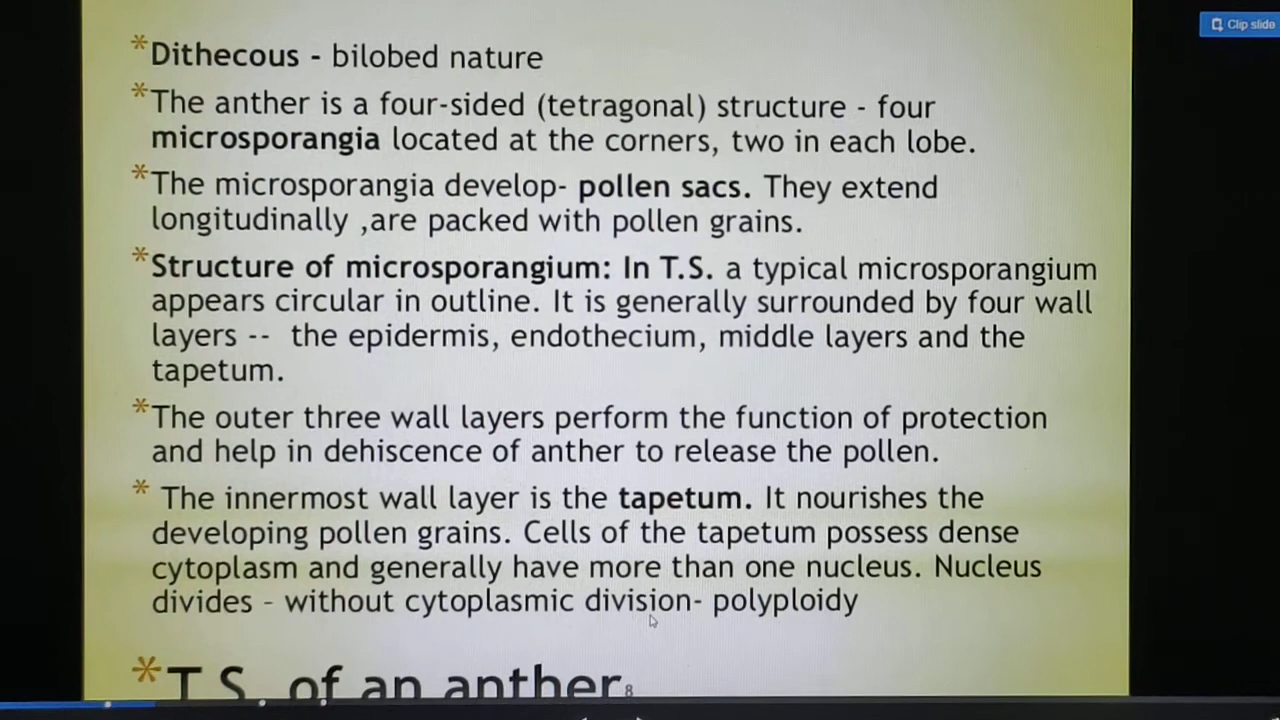 Clip slide
*Dithecous - bilobed nature
*The anther is a four-sided (tetragonal) structure - four
microsporangia located at the corners, two in each lobe.
*The microsporangia develop- pollen sacs. They extend
longitudinally ,are packed with pollen grains.
*Structure of microsporangium: In T.S. a typical microsporangium
appears circular in outline. It is generally surrounded by four wall
layers -- the epidermis, endothecium, middle layers and the
tapetum.
*The outer three wall layers perform the function of protection
and help in dehiscence of anther to release the pollen.
* The innermost wall layer is the tapetum. It nourishes the
developing pollen grains. Cells of the tapetum possess dense
cytoplasm and generally have more than one nucleus. Nucleus
divides - without cytoplasmic division- polyploidy
*T.S. of an anther
8